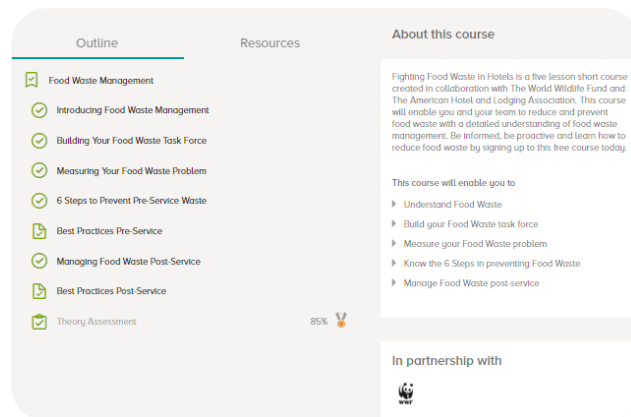 Outline
Resources
Food Waste Management
Introducing Food Waste Management
Building Your Food Waste Task Force
Measuring Your Food Waste Problem
6 Steps to Prevent Pre-Service Waste
Best Practices Pre-Service
Managing Food Waste Post-Service
Best Practices Post-Service
Theory Assessment
85%
About this course
Fighting Food Waste in Hotels is a five lesson short course
created in collaboration with The World Wildlife Fund and
The American Hotel and Lodging Association. This course
will enable you and your team to reduce and prevent
food waste with a detailed understanding of food waste
management. Be informed, be proactive and learn how to
reduce food waste by signing up to this free course today.
This course will enable you to
Understand Food Waste
Build your Food Waste task force
Measure your Food Waste problem
Know the 6 Steps in preventing Food Waste
Manage Food Waste post-service
In partnership with
WWF